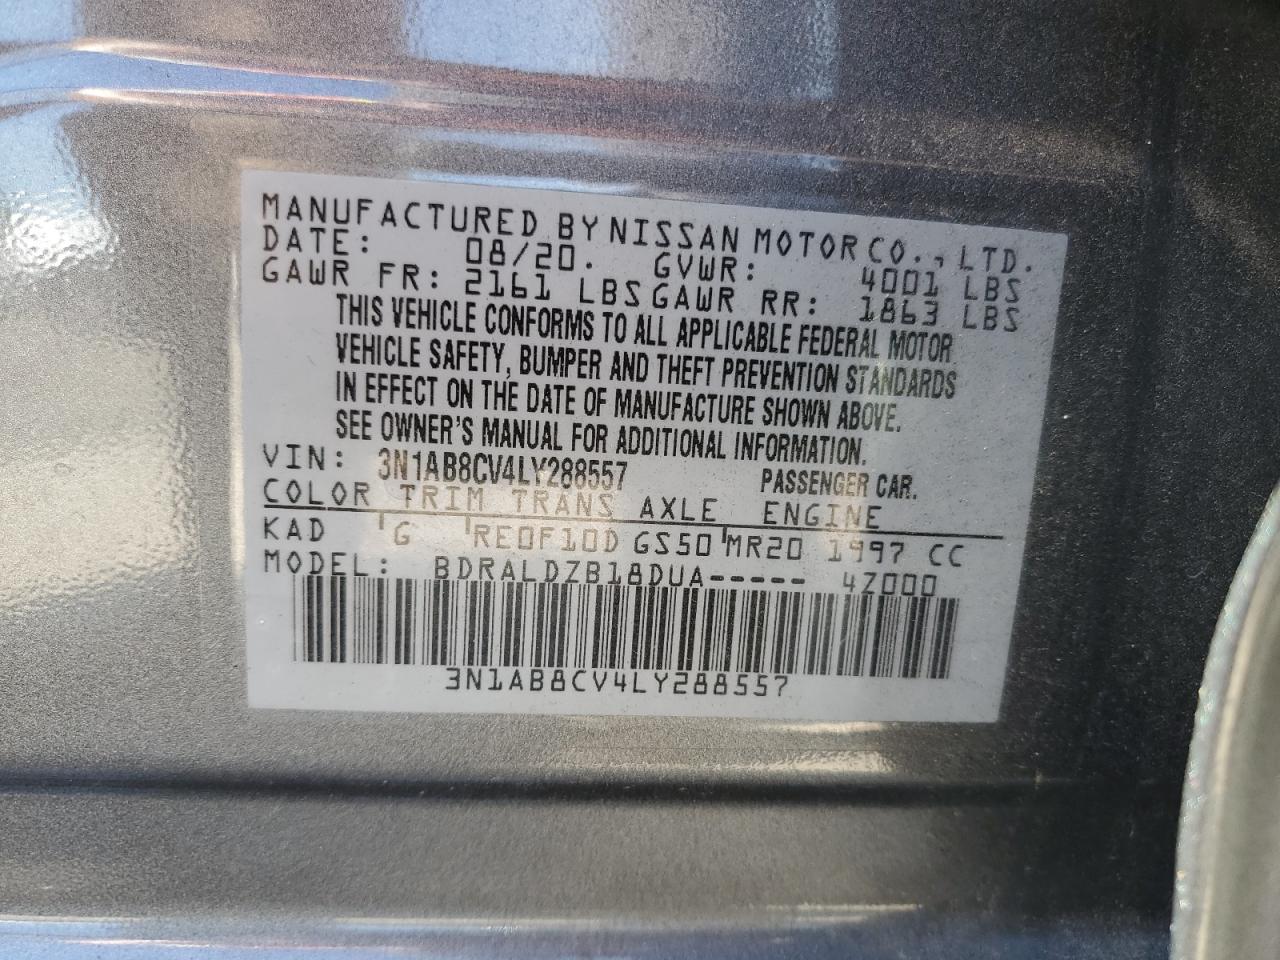 MANUFACTURED BY NISSAN MOTOR CO., LTD.
DATE: 08/20. GVWR: 4001 LBS
GAWR FR: 2161 LBS GAWR RR: 1863 LBS
THIS VEHICLE CONFORMS TO ALL APPLICABLE FEDERAL MOTOR
VEHICLE SAFETY, BUMPER AND THEFT PREVENTION STANDARDS
IN EFFECT ON THE DATE OF MANUFACTURE SHOWN ABOVE.
SEE OWNER'S MANUAL FOR ADDITIONAL INFORMATION.
VIN: 3N1AB8CV4LY288557 PASSENGER CAR.
COLOR TRIM TRANS AXLE ENGINE
KAD G RE0F10D GS50 MR20 1997 CC
MODEL: BDRALDZB18DUA----- 4Z000
3N1AB8CV4LY288557